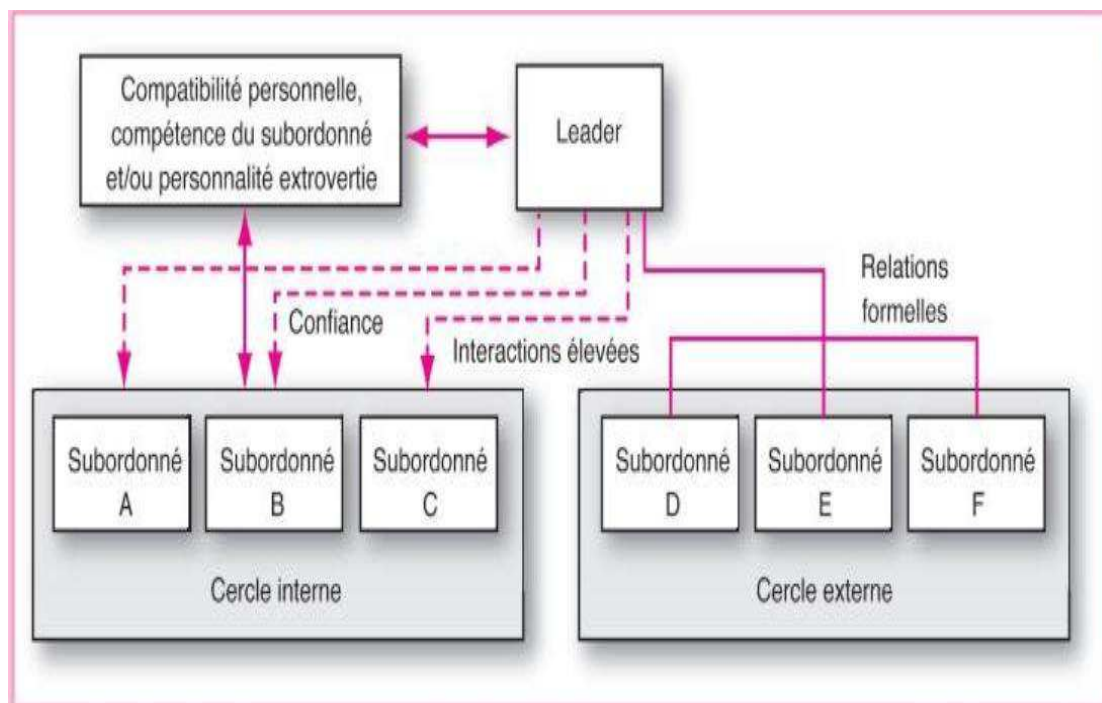 Compatibilité personnelle,
compétence du subordonné
et/ou personnalité extrovertie
Leader
Relations
formelles
Confiance
Interactions élevées
Subordonné
A
Subordonné
B
Subordonné
C
Cercle interne
Subordonné
D
Subordonné
E
Subordonné
F
Cercle externe